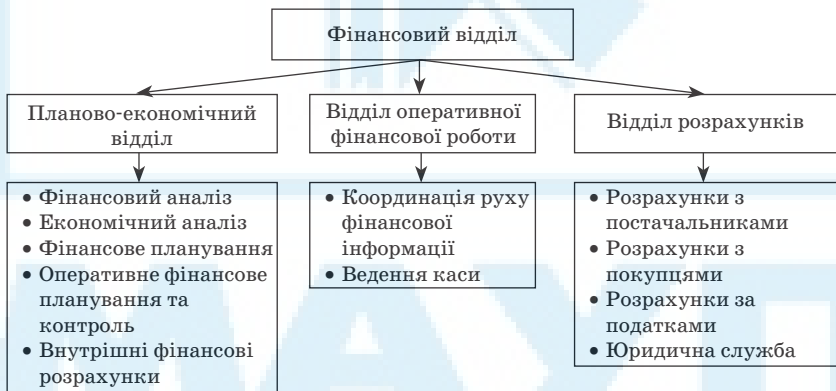 Фінансовий відділ
Планово-економічний
відділ
Відділ оперативної
фінансової роботи
Відділ розрахунків
• Фінансовий аналіз
• Економічний аналіз
• Фінансове планування
• Оперативне фінансове
планування та
контроль
• Внутрішні фінансові
розрахунки
• Координація руху
фінансової
інформації
• Ведення каси
• Розрахунки з
постачальниками
• Розрахунки з
покупцями
• Розрахунки за
податками
• Юридична служба